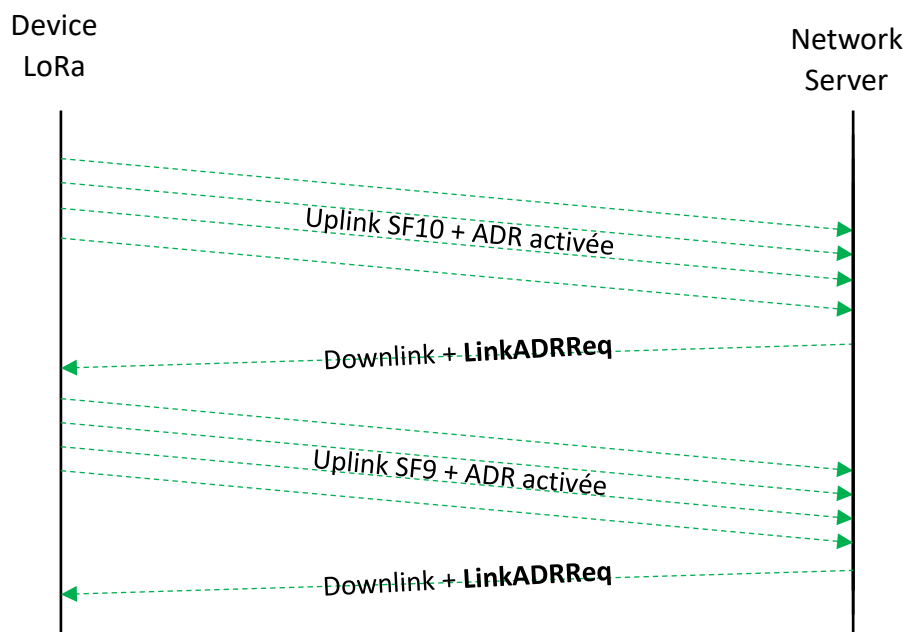 Device
LoRa
Network
Server
Uplink SF10 + ADR activée
Downlink + LinkADRReq
Uplink SF9 + ADR activée
Downlink + LinkADRReq